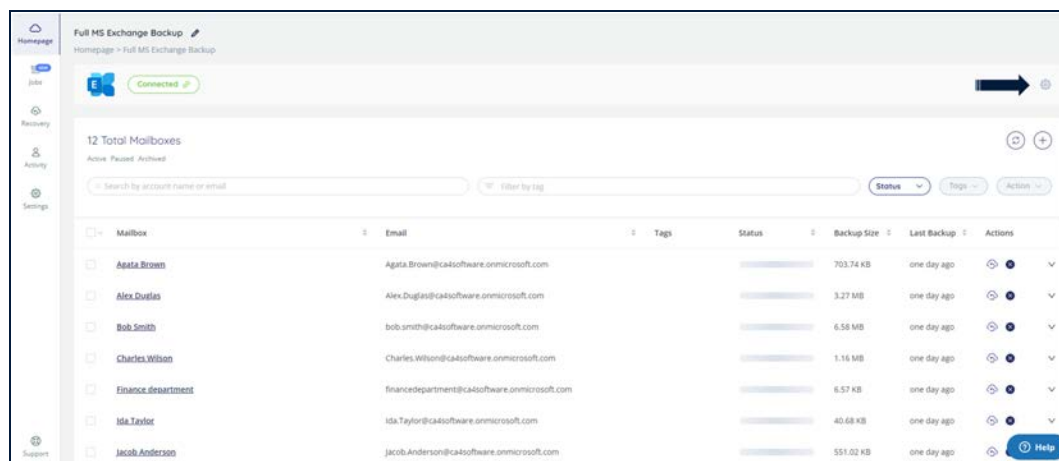 Homepage
Jobs
Recovery
Activity
Settings
Support
Full MS Exchange Backup
Homepage > Full MS Exchange Backup
E
Connected
12 Total Mailboxes
Active Paused Archived
Search by account name or email
Filter by tag
Status
Tags
Action
Mailbox Email Tags Status Backup Size Last Backup Actions
Agata Brown Agata.Brown@ca4software.onmicrosoft.com 703.74 KB one day ago
Alex Duglas Alex.Duglas@ca4software.onmicrosoft.com 3.27 MB one day ago
Bob Smith bob.smith@ca4software.onmicrosoft.com 6.58 MB one day ago
Charles Wilson Charles.Wilson@ca4software.onmicrosoft.com 1.16 MB one day ago
Finance department financedepartment@ca4software.onmicrosoft.com 6.57 KB one day ago
Ida Taylor Ida.Taylor@ca4software.onmicrosoft.com 40.68 KB one day ago
Jacob Anderson Jacob.Anderson@ca4software.onmicrosoft.com 551.02 KB one day ago
Help